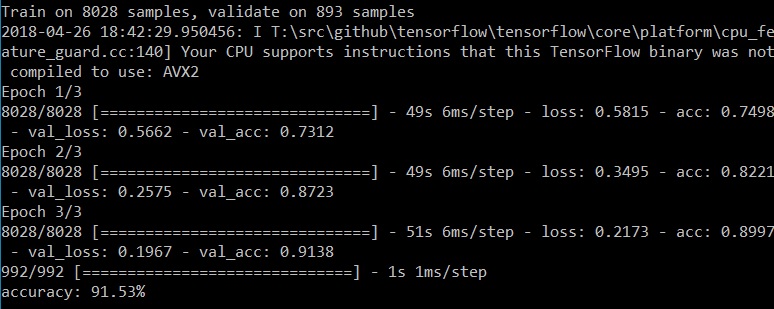 Train on 8028 samples, validate on 893 samples
2018-04-26 18:42:29.950456: I T:\src\github\tensorflow\tensorflow\core\platform\cpu_fe
ature_guard.cc:140] Your CPU supports instructions that this TensorFlow binary was not
 compiled to use: AVX2
Epoch 1/3
8028/8028 [==============================] - 49s 6ms/step - loss: 0.5815 - acc: 0.7498
 - val_loss: 0.5662 - val_acc: 0.7312
Epoch 2/3
8028/8028 [==============================] - 49s 6ms/step - loss: 0.3495 - acc: 0.8221
 - val_loss: 0.2575 - val_acc: 0.8723
Epoch 3/3
8028/8028 [==============================] - 51s 6ms/step - loss: 0.2173 - acc: 0.8997
 - val_loss: 0.1967 - val_acc: 0.9138
992/992 [==============================] - 1s 1ms/step
accuracy: 91.53%